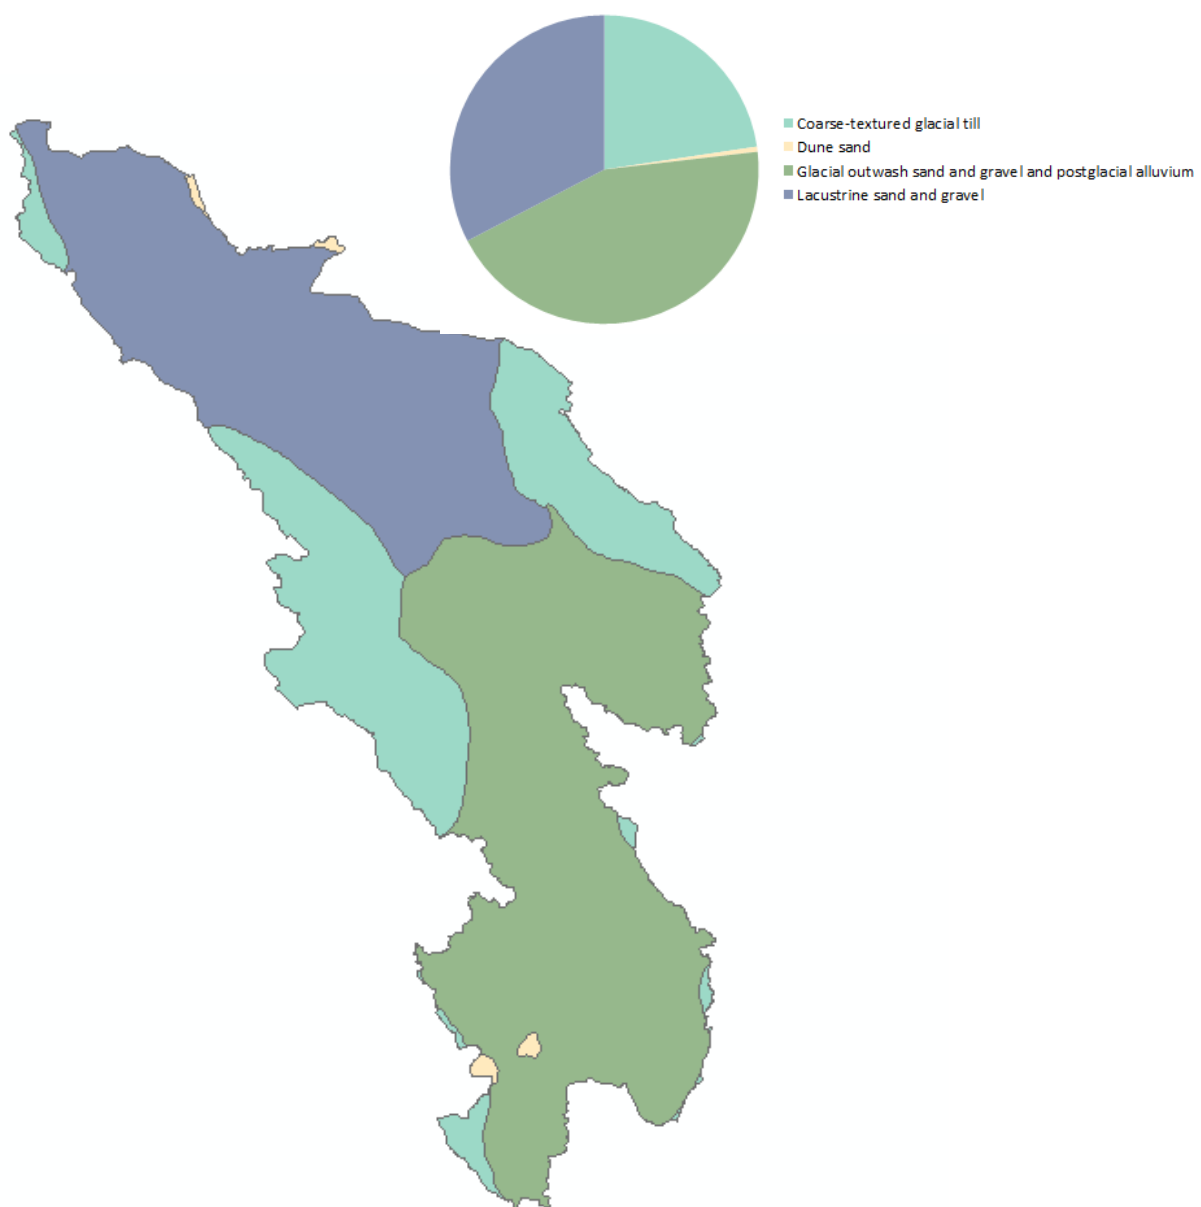 Coarse-textured glacial till
Dune sand
Glacial outwash sand and gravel and postglacial alluvium
Lacustrine sand and gravel